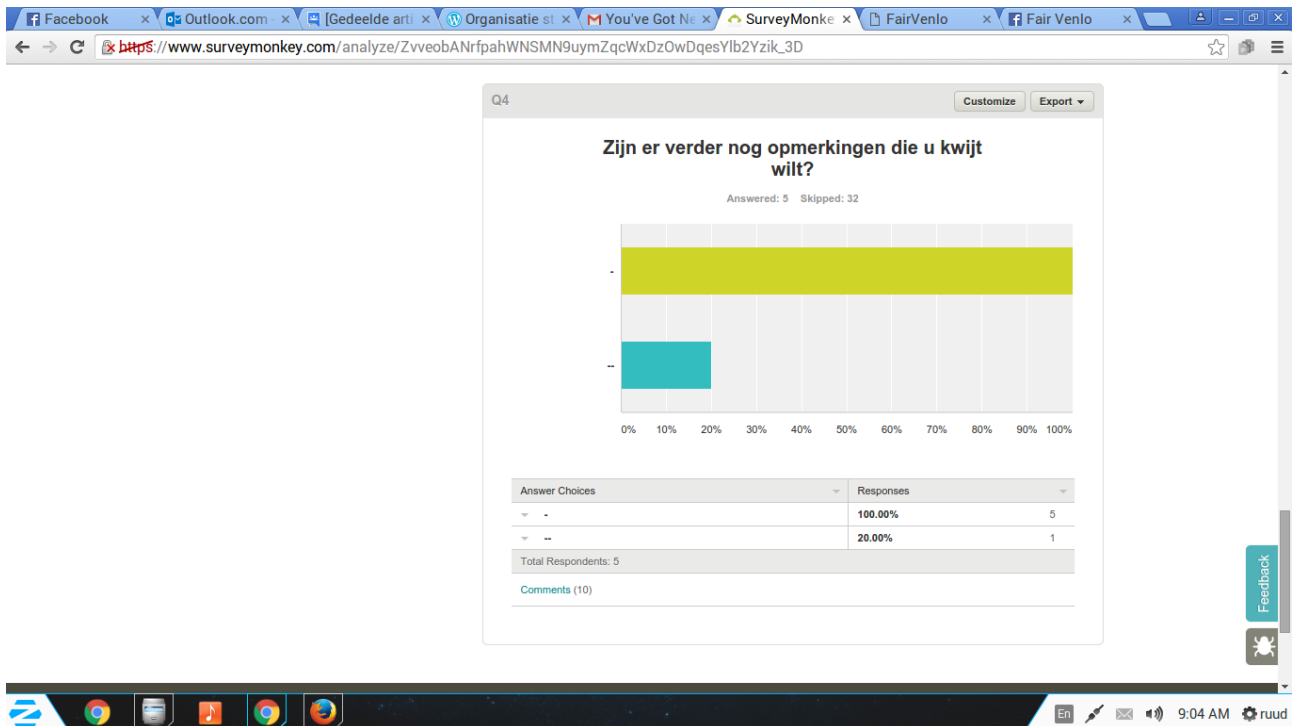 Facebook
Outlook.com -
[Gedeelde arti
Organisatie st
You've Got Ne
SurveyMonke
FairVenlo
Fair Venlo
https://www.surveymonkey.com/analyze/ZvveobANrfpahWNSMN9uymZqcWxDzOwDqesYlb2Yzik_3D
Q4
Customize
Export
Zijn er verder nog opmerkingen die u kwijt
wilt?
Answered: 5 Skipped: 32
-
--
0% 10% 20% 30% 40% 50% 60% 70% 80% 90% 100%
Answer Choices Responses
- 100.00% 5
-- 20.00% 1
Total Respondents: 5
Comments (10)
Feedback
En 9:04 AM ruud